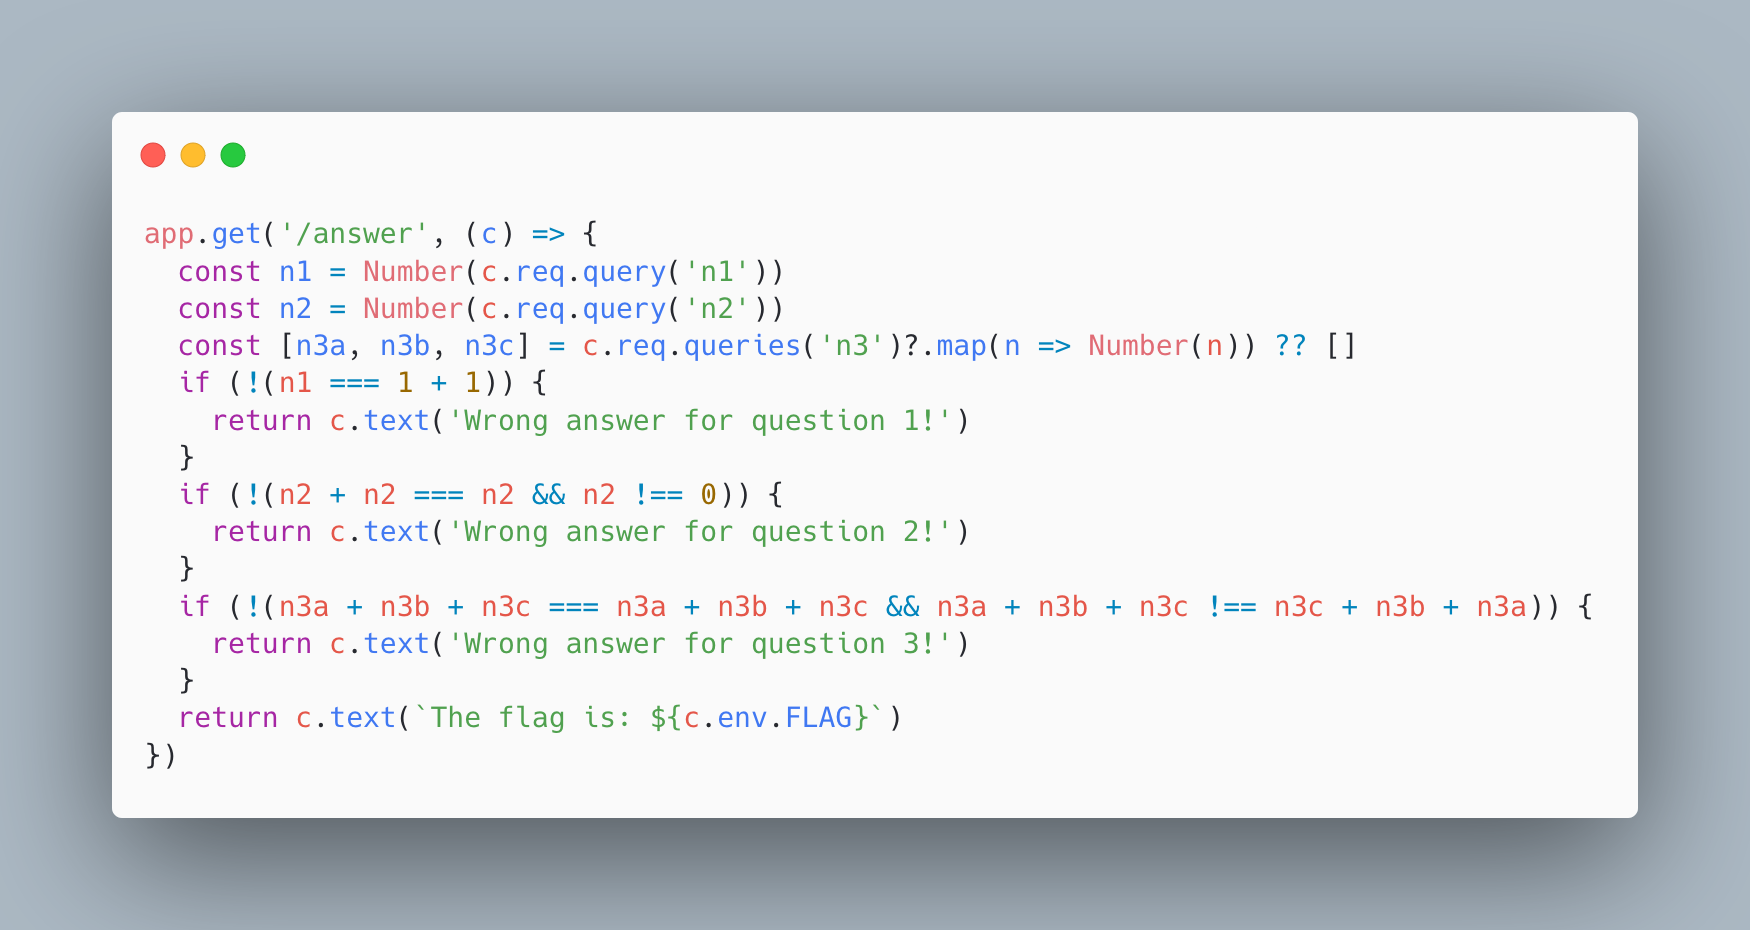 app.get('/answer', (c) => {
  const n1 = Number(c.req.query('n1'))
  const n2 = Number(c.req.query('n2'))
  const [n3a, n3b, n3c] = c.req.queries('n3')?.map(n => Number(n)) ?? []
  if (!(n1 === 1 + 1)) {
    return c.text('Wrong answer for question 1!')
  }
  if (!(n2 + n2 === n2 && n2 !== 0)) {
    return c.text('Wrong answer for question 2!')
  }
  if (!(n3a + n3b + n3c === n3a + n3b + n3c && n3a + n3b + n3c !== n3c + n3b + n3a)) {
    return c.text('Wrong answer for question 3!')
  }
  return c.text(`The flag is: ${c.env.FLAG}`)
})